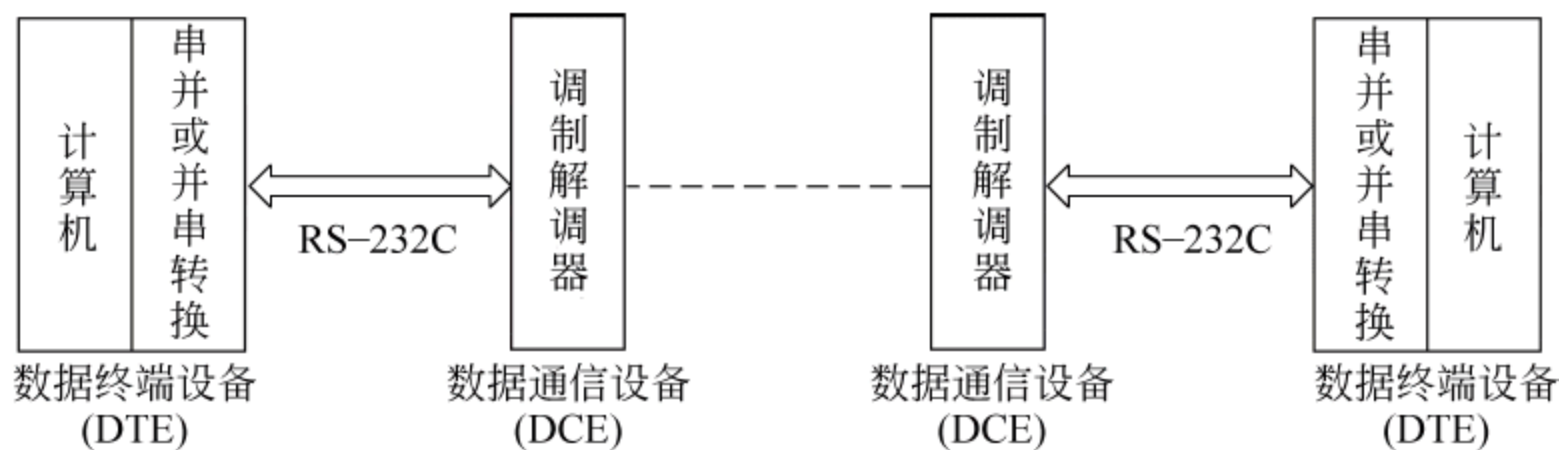 计算机
串并或并串转换
RS-232C
调制解调器
调制解调器
RS-232C
串并或并串转换
计算机
数据终端设备
(DTE)
数据通信设备
(DCE)
数据通信设备
(DCE)
数据终端设备
(DTE)